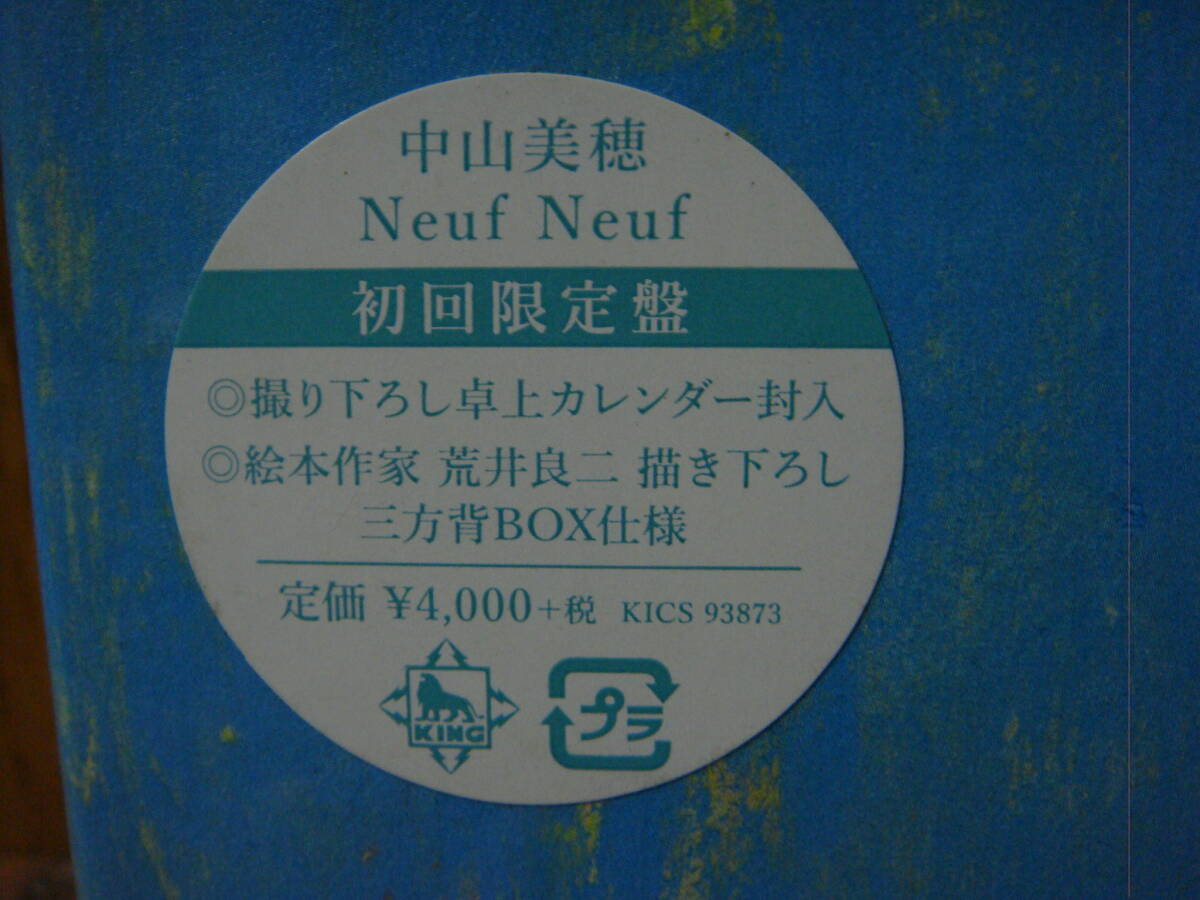 中山美穂
Neuf Neuf
初回限定盤
◎撮り下ろし卓上カレンダー封入
◎絵本作家 荒井良二 描き下ろし
三方背BOX仕様
定価 ¥4,000+税 KICS 93873
KING
プラ